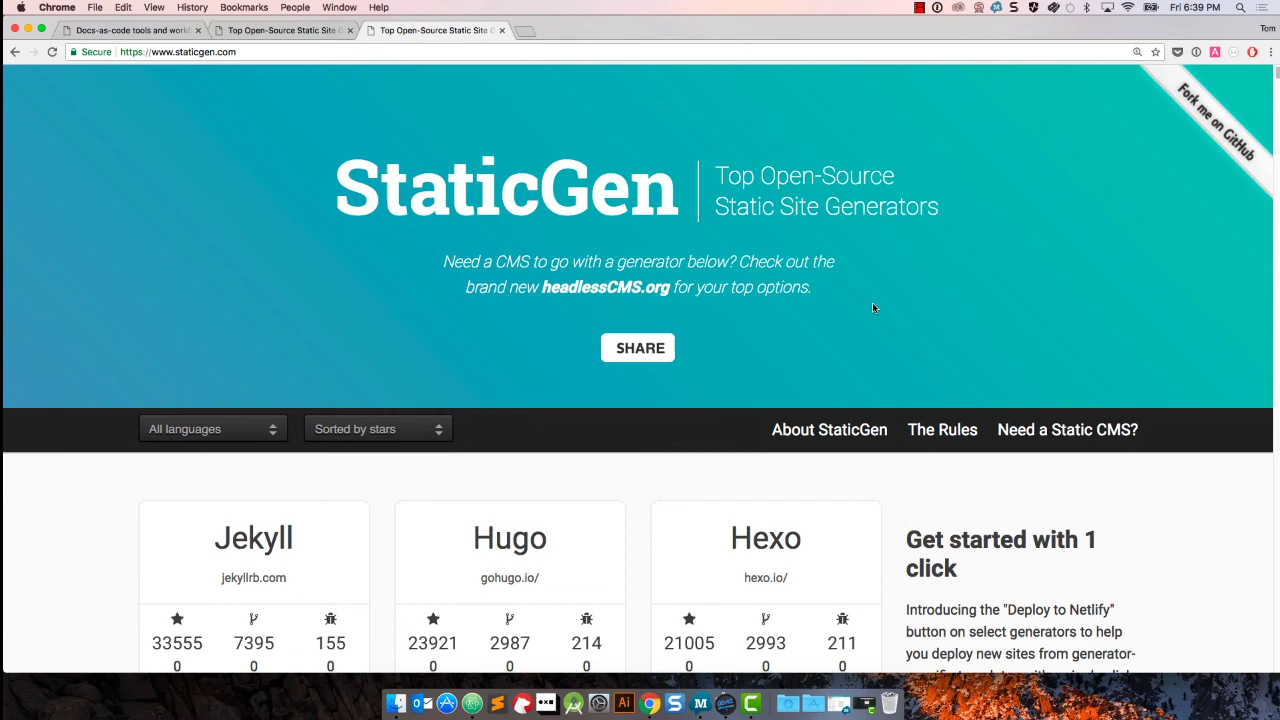 Chrome File Edit View History Bookmarks People Window Help
Fri 6:39 PM
Docs-as-code tools and work
Top Open-Source Static Site G
Top Open-Source Static Site G
Tom
Secure https://www.staticgen.com
Fork me on GitHub
StaticGen
Top Open-Source
Static Site Generators
Need a CMS to go with a generator below? Check out the
brand new headlessCMS.org for your top options.
SHARE
All languages
Sorted by stars
About StaticGen
The Rules
Need a Static CMS?
Jekyll
jekyllrb.com
33555 7395 155
0 0 0
Hugo
gohugo.io/
23921 2987 214
0 0 0
Hexo
hexo.io/
21005 2993 211
0 0 0
Get started with 1
click
Introducing the "Deploy to Netlify"
button on select generators to help
you deploy new sites from generator-